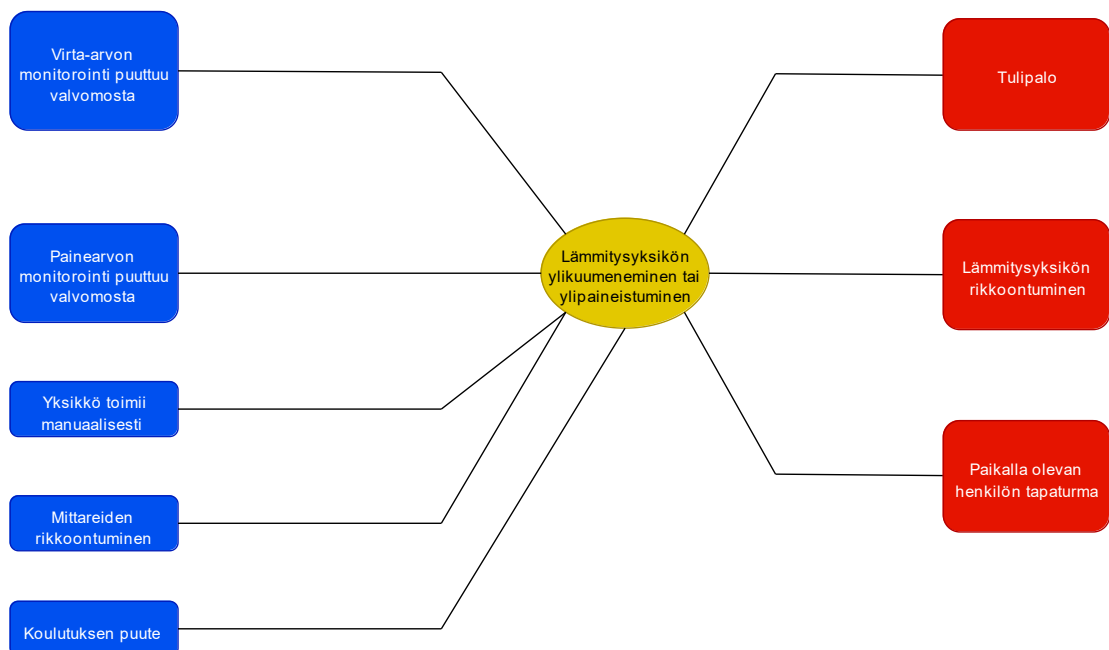 Virta-arvon
monitorointi puuttuu
valvomosta
Painearvon
monitorointi puuttuu
valvomosta
Yksikkö toimii
manuaalisesti
Mittareiden
rikkoontuminen
Koulutuksen puute
Lämmitysyksikön
ylikuumeneminen tai
ylipaineistuminen
Tulipalo
Lämmitysyksikön
rikkoontuminen
Paikalla olevan
henkilön tapaturma